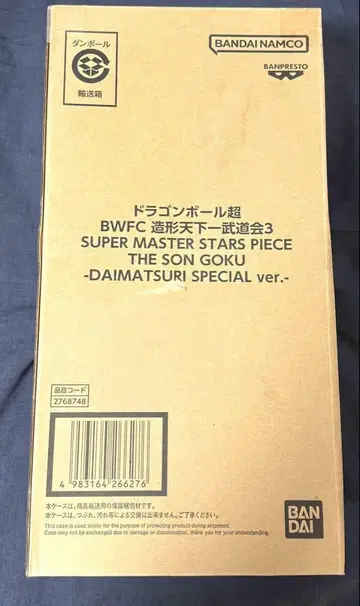 ダンボール
輸送箱
BANDAI NAMCO
BANPRESTO
ドラゴンボール超
BWFC 造形天下一武道会3
SUPER MASTER STARS PIECE
THE SON GOKU
-DAIMATSURI SPECIAL ver.-
品目コード
2768748
4 983164 266276
本ケースは、商品輸送用の保護梱包材です。
本ケースは、つぶれ、汚れ等による交換は出来ません。ご了承ください。
This case is used solely for the purpose of protecting product during shipment.
Case may not be exchanged due to damage or discoloration, thank you for your understanding.
BAN
DAI